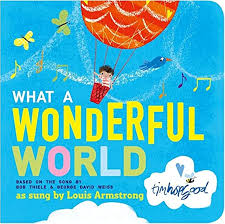 WHAT A
WONDERFUL
WORLD
BASED ON THE SONG BY
BOB THIELE & GEORGE DAVID WEISS
as sung by Louis Armstrong
tim hopgood